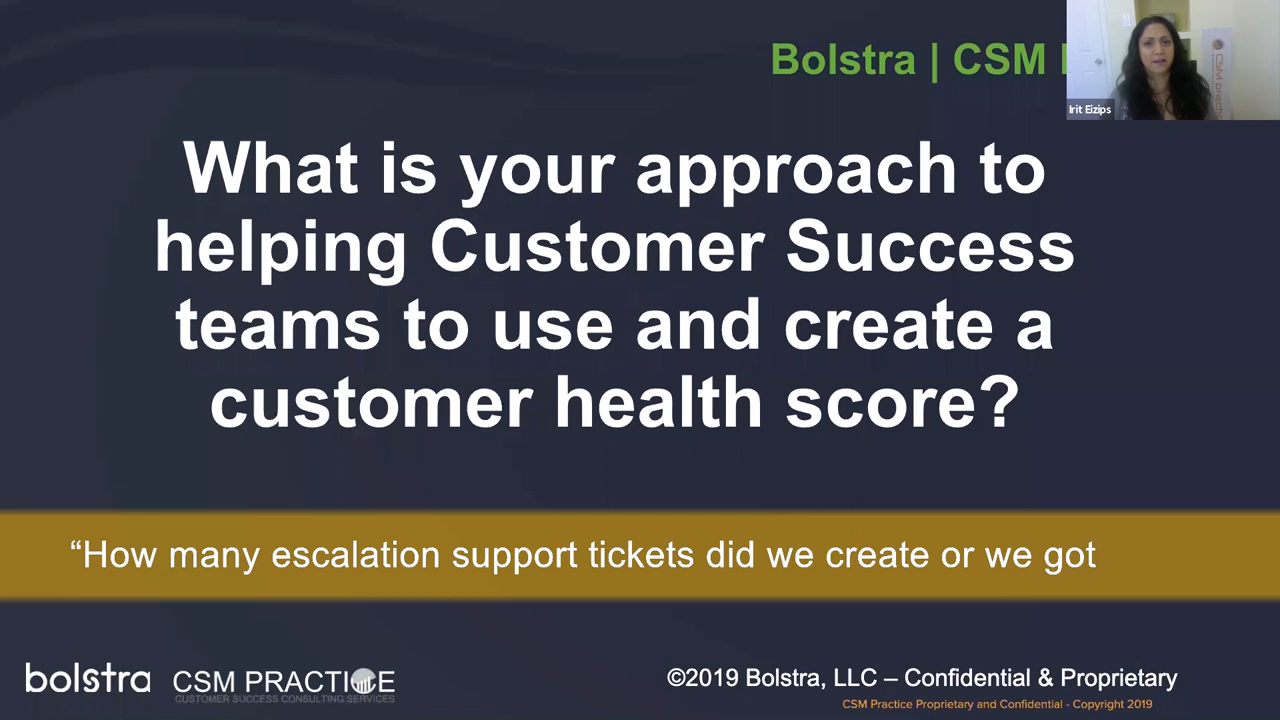 Bolstra | CSM
Irit Eizips
What is your approach to
helping Customer Success
teams to use and create a
customer health score?
“How many escalation support tickets did we create or we got
bolstra
CSM PRACTICE
CUSTOMER SUCCESS CONSULTING SERVICES
©2019 Bolstra, LLC – Confidential & Proprietary
CSM Practice Proprietary and Confidential - Copyright 2019